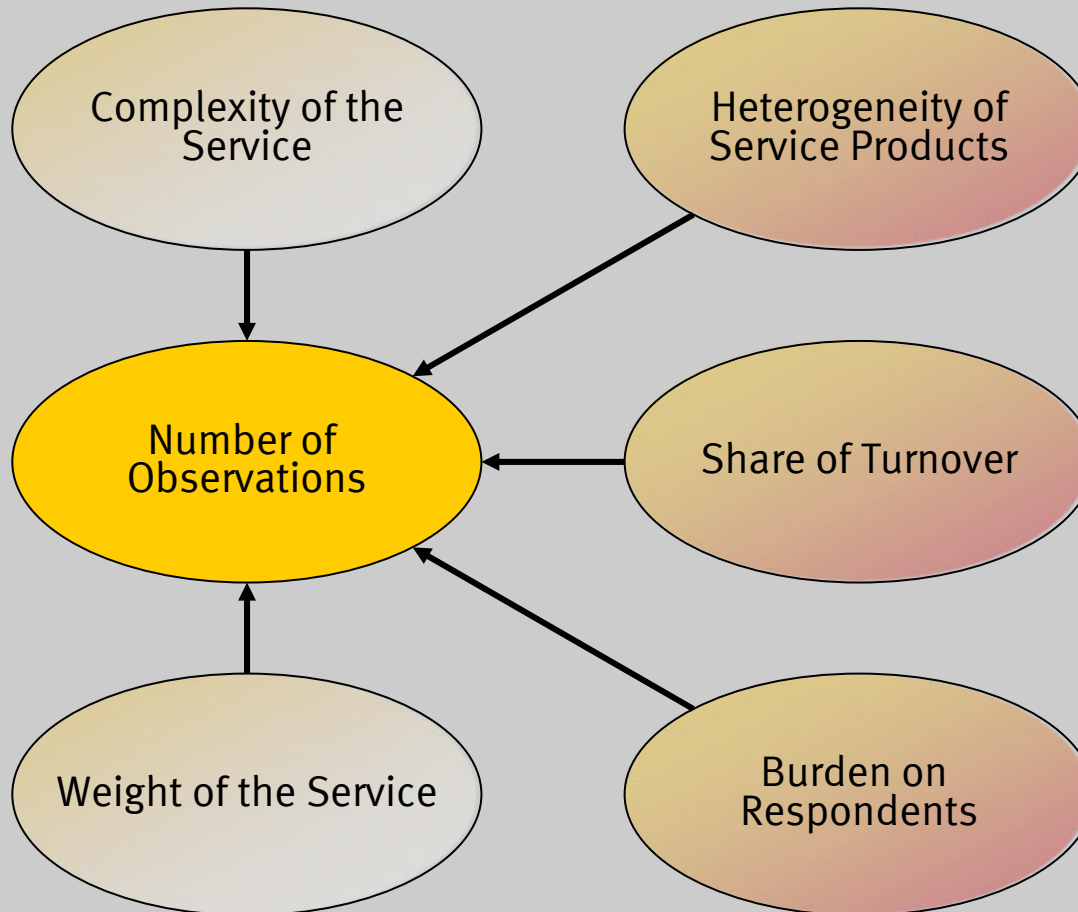 Complexity of the
Service
Heterogeneity of
Service Products
Number of
Observations
Share of Turnover
Weight of the Service
Burden on
Respondents